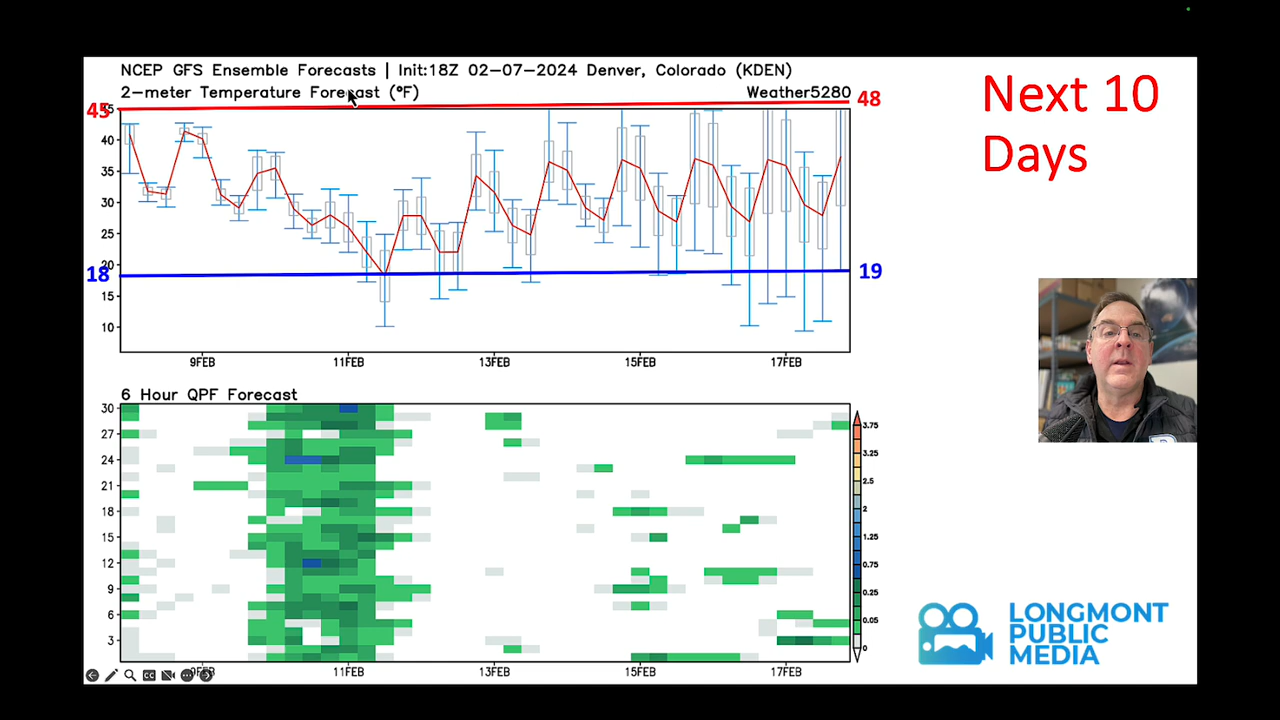 NCEP GFS Ensemble Forecasts | Init:18Z 02-07-2024 Denver, Colorado (KDEN)
2-meter Temperature Forecast (°F)
Weather5280
Next 10
Days
45
48
40
35
30
25
20
15
10
18
19
9FEB
11FEB
13FEB
15FEB
17FEB
6 Hour QPF Forecast
30
27
24
21
18
15
12
9
6
3
3.75
3.25
2.5
2
1.25
0.75
0.25
0.05
0
9FEB
11FEB
13FEB
15FEB
17FEB
CC
LONGMONT
PUBLIC
MEDIA